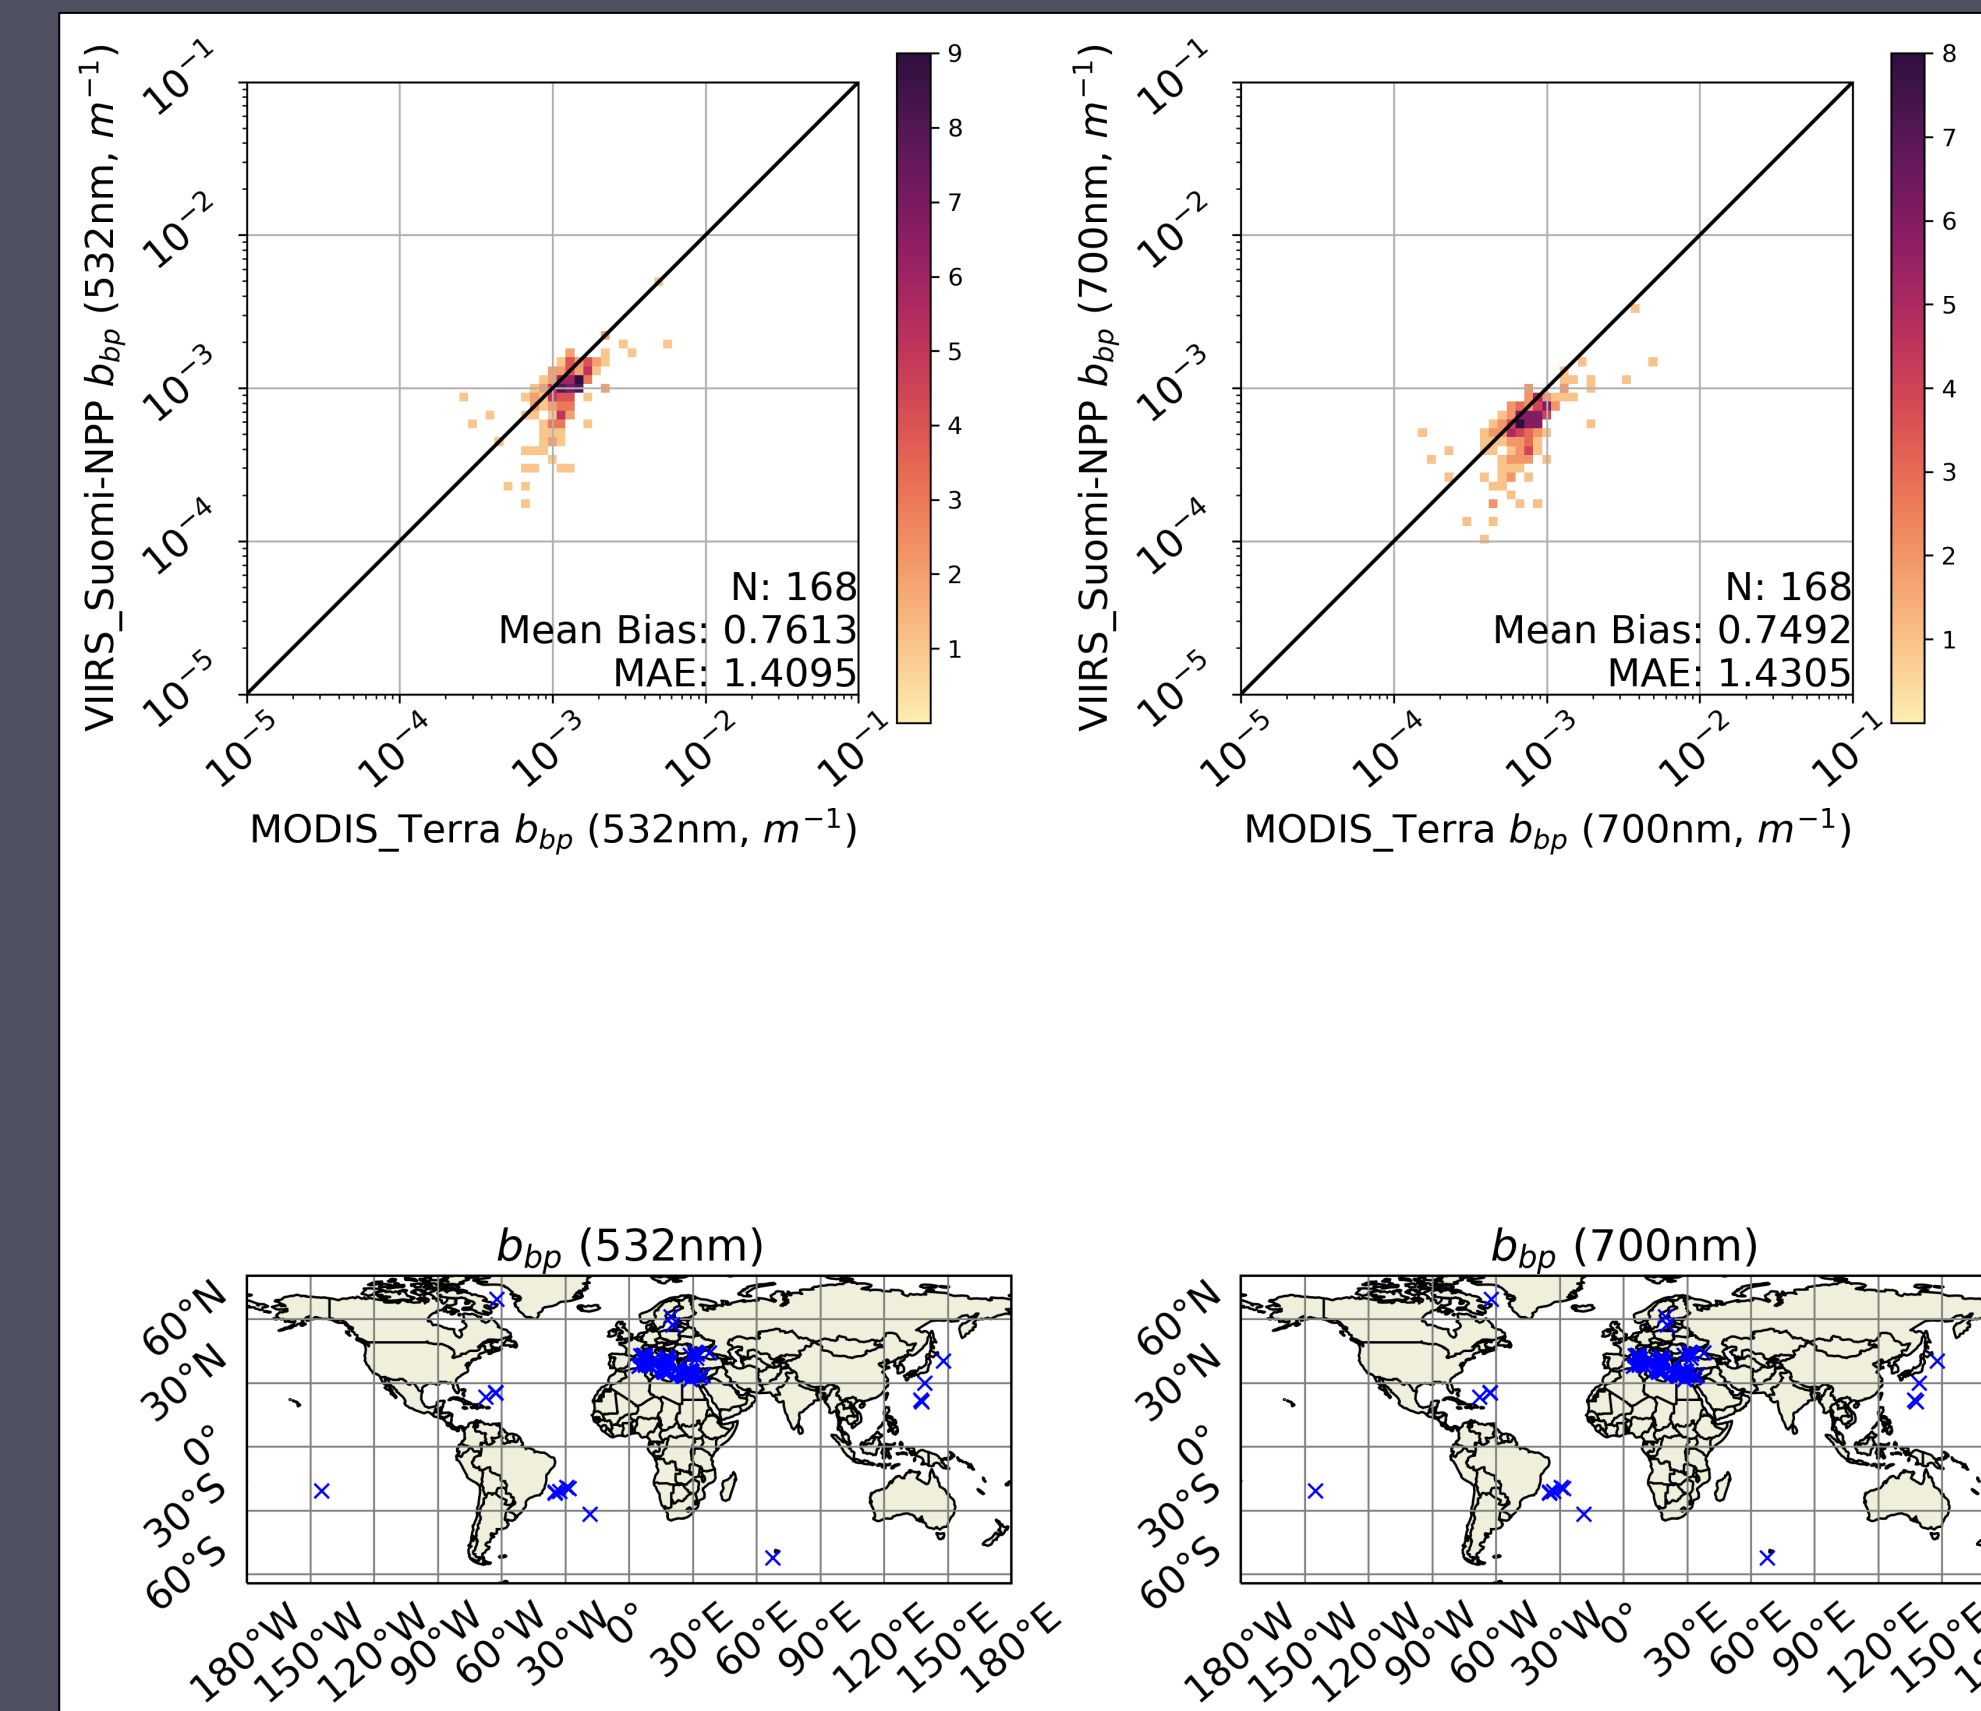 VIIRS_Suomi-NPP b_bp (532nm, m⁻¹)
10⁻¹
10⁻²
10⁻³
10⁻⁴
10⁻⁵
10⁻⁵
10⁻⁴
10⁻³
10⁻²
10⁻¹
N: 168
Mean Bias: 0.7613
MAE: 1.4095
MODIS_Terra b_bp (532nm, m⁻¹)
9
8
7
6
5
4
3
2
1
VIIRS_Suomi-NPP b_bp (700nm, m⁻¹)
10⁻¹
10⁻²
10⁻³
10⁻⁴
10⁻⁵
10⁻⁵
10⁻⁴
10⁻³
10⁻²
10⁻¹
N: 168
Mean Bias: 0.7492
MAE: 1.4305
MODIS_Terra b_bp (700nm, m⁻¹)
8
7
6
5
4
3
2
1
b_bp (532nm)
60°N
30°N
0°
30°S
60°S
180°W
150°W
120°W
90°W
60°W
30°W
0°
30°E
60°E
90°E
120°E
150°E
180°E
b_bp (700nm)
60°N
30°N
0°
30°S
60°S
180°W
150°W
120°W
90°W
60°W
30°W
0°
30°E
60°E
90°E
120°E
150°E